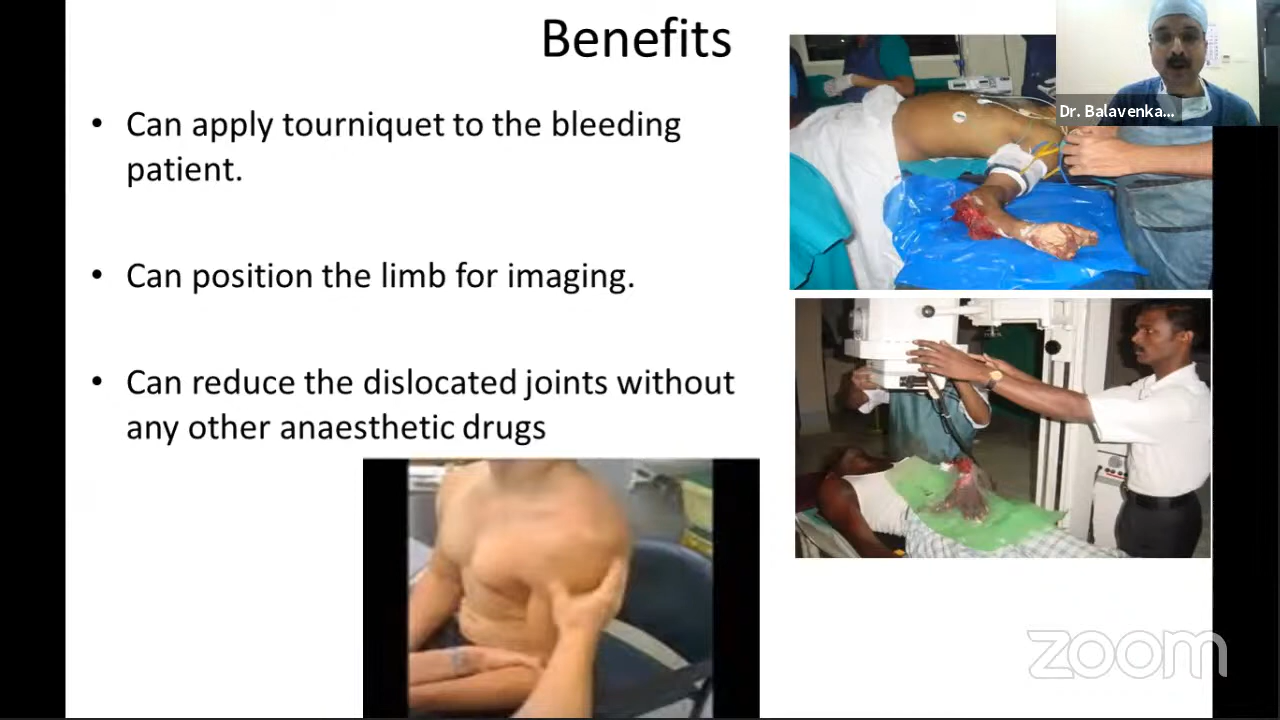 Benefits
Dr. Balavenka...
• Can apply tourniquet to the bleeding
patient.
• Can position the limb for imaging.
• Can reduce the dislocated joints without
any other anaesthetic drugs
zoom